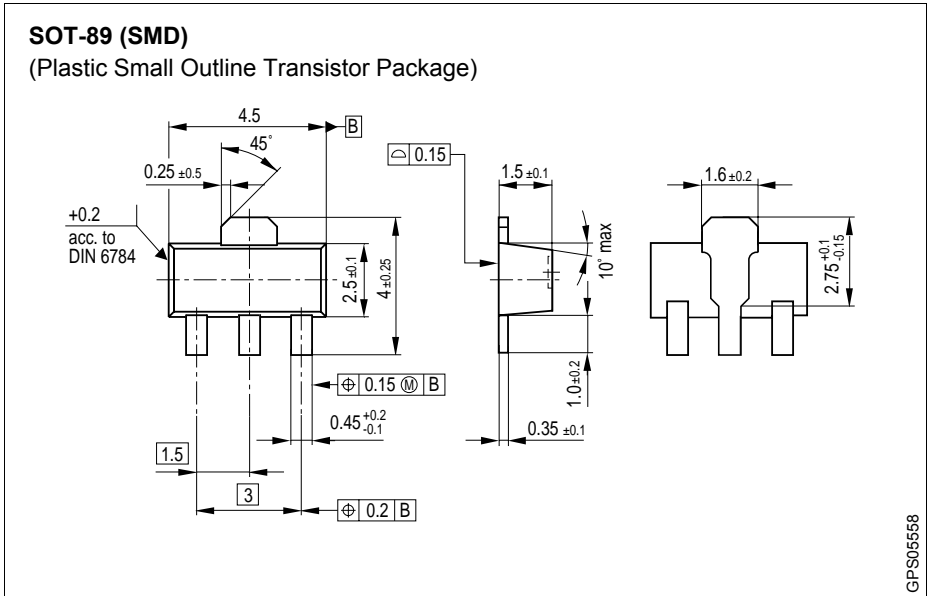 SOT-89 (SMD)
(Plastic Small Outline Transistor Package)
4.5
B
45°
0.25 ±0.5
+0.2
acc. to
DIN 6784
2.5 ±0.1
4 ±0.25
⌖ 0.15 Ⓜ B
0.45 +0.2 -0.1
1.5
3
⌖ 0.2 B
⌓ 0.15
1.5 ±0.1
10° max
1.0 ±0.2
0.35 ±0.1
1.6 ±0.2
2.75 +0.1 -0.15
GPS05558